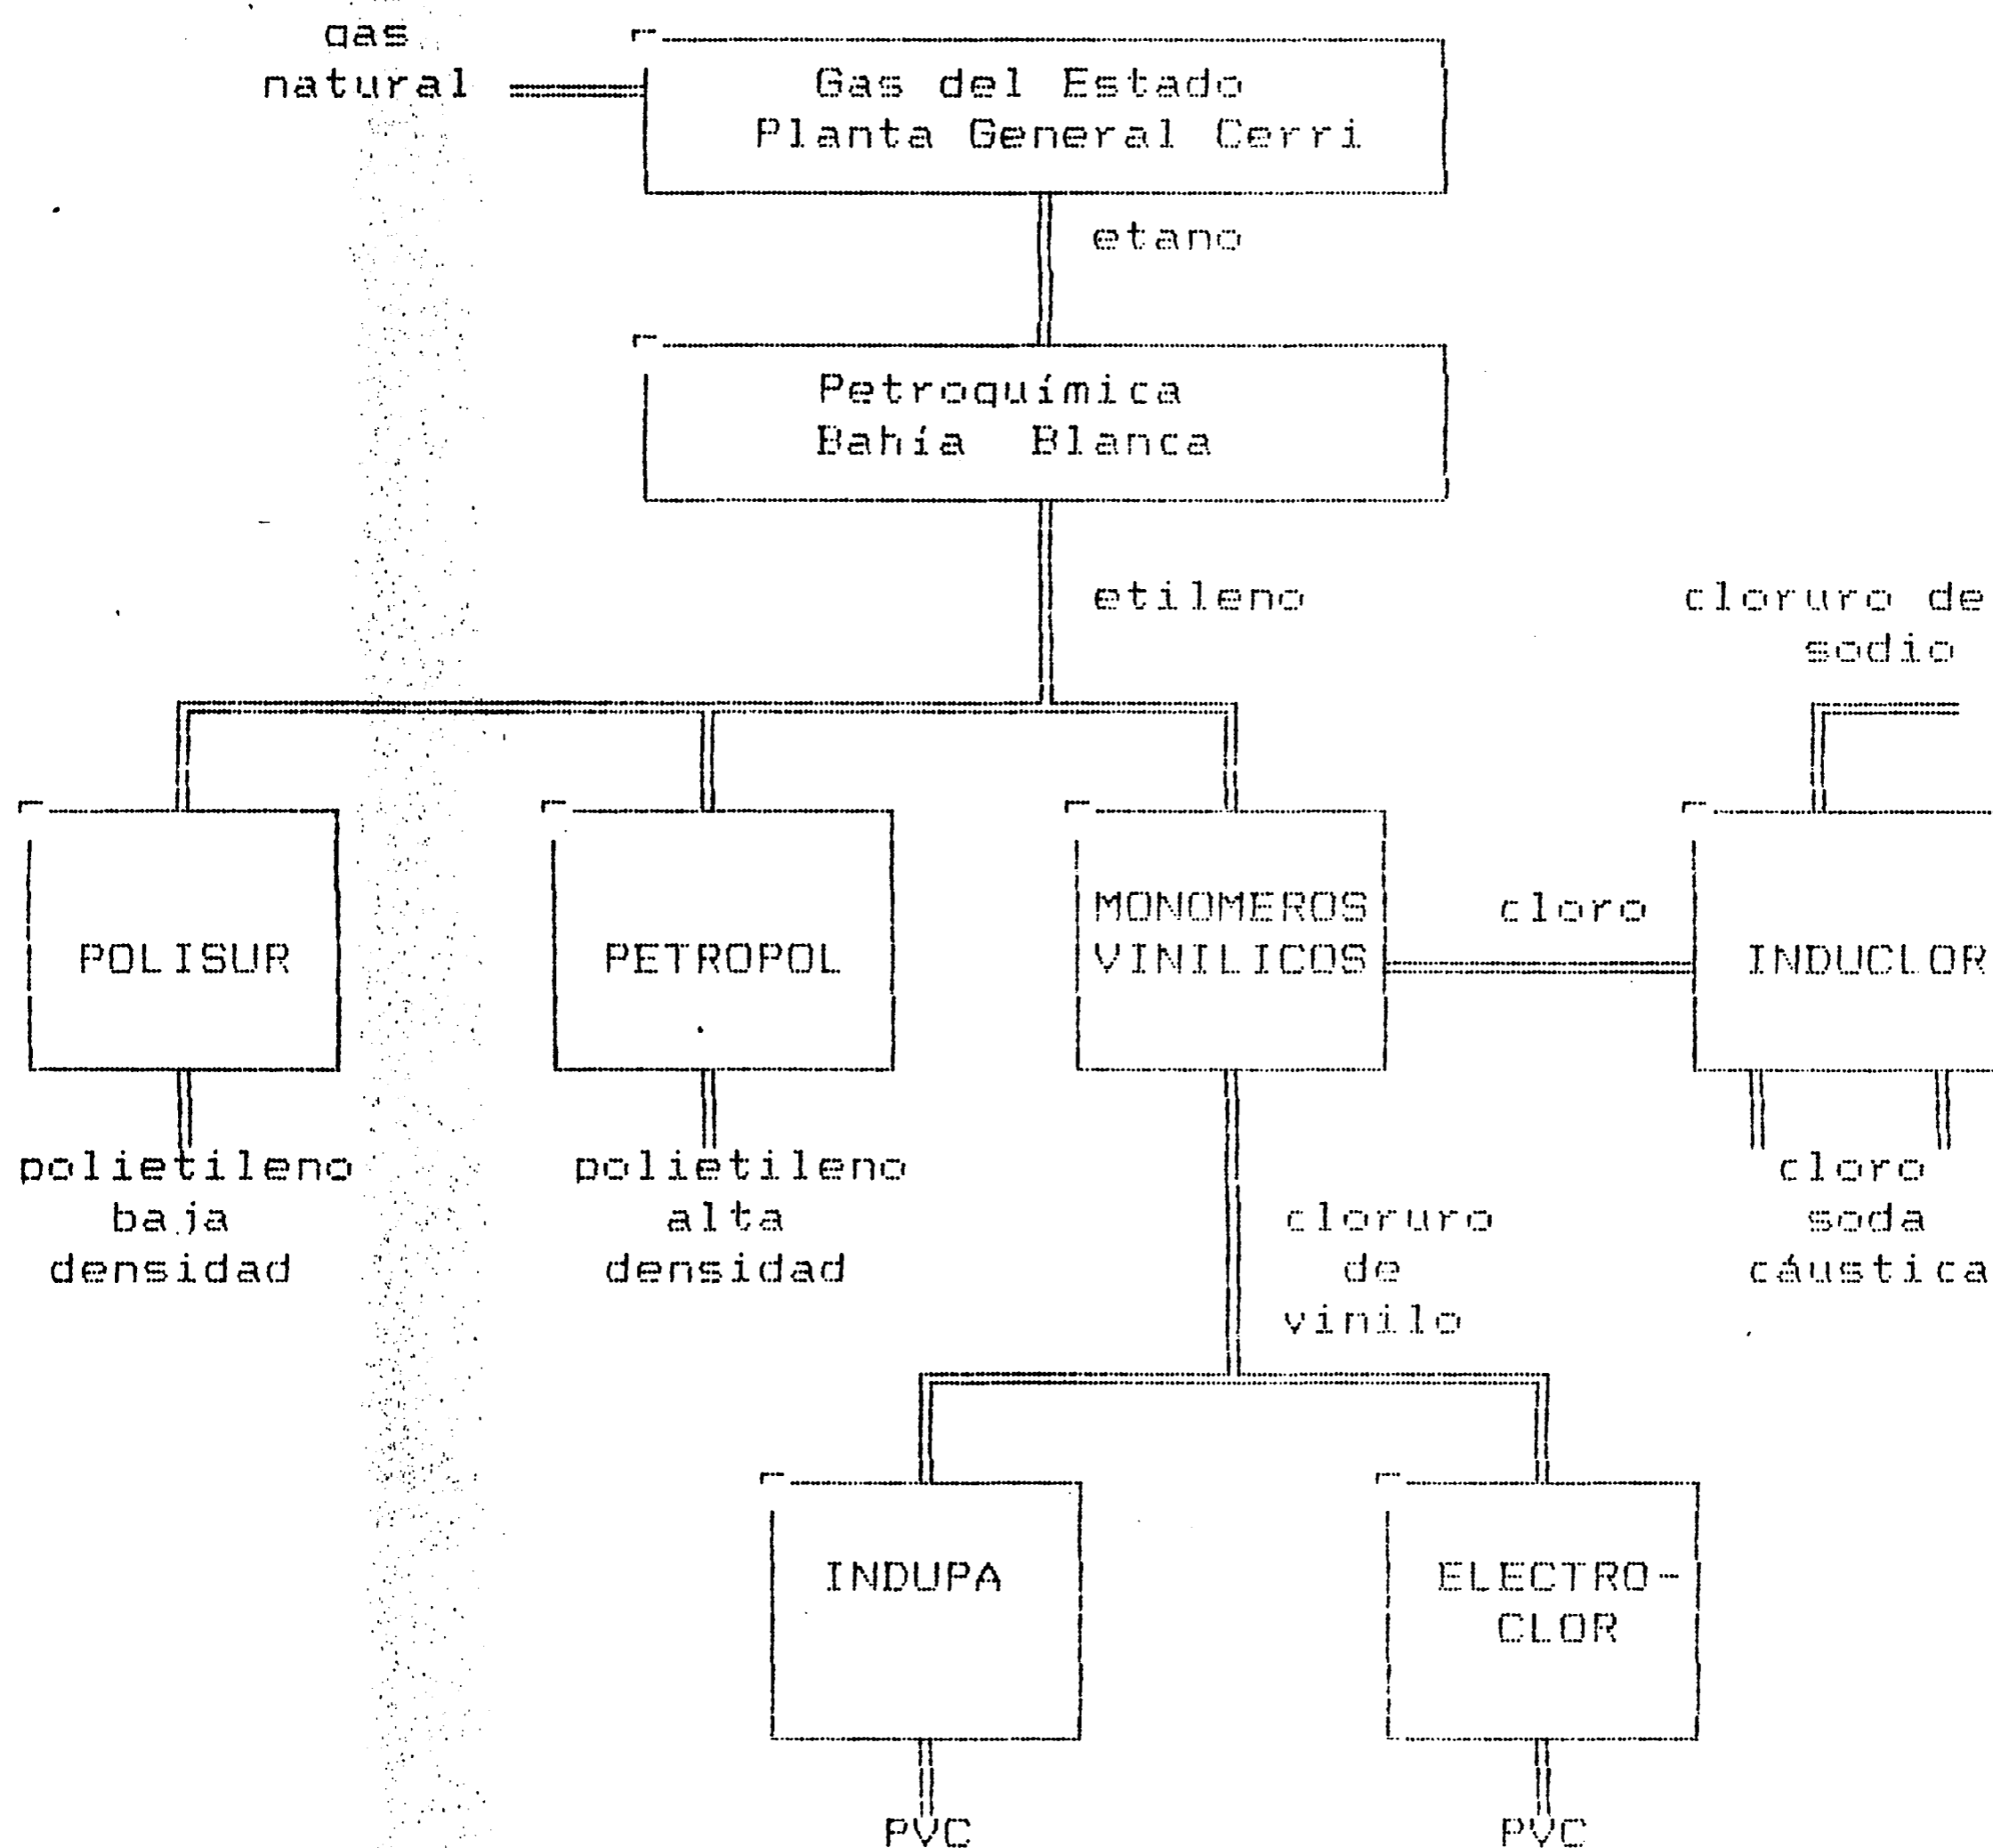 gas
natural
Gas del Estado
Planta General Cerri
etano
Petroquímica
Bahía Blanca
etileno
cloruro de
sodio
POLISUR
PETROPOL
MONOMEROS
VINILICOS
cloro
INDUCLOR
polietileno
baja
densidad
polietileno
alta
densidad
cloruro
de
vinilo
cloro
soda
cáustica
INDUPA
ELECTRO-
CLOR
PVC
PVC